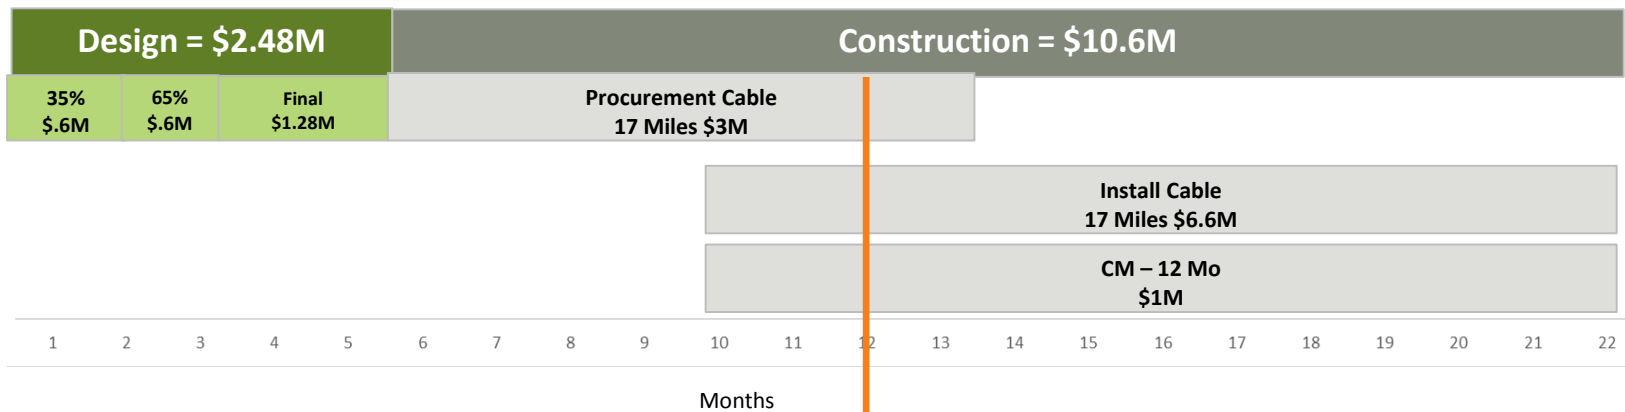 Design = $2.48M
Construction = $10.6M
35%
$.6M
65%
$.6M
Final
$1.28M
Procurement Cable
17 Miles $3M
Install Cable
17 Miles $6.6M
CM – 12 Mo
$1M
1 2 3 4 5 6 7 8 9 10 11 12 13 14 15 16 17 18 19 20 21 22
Months